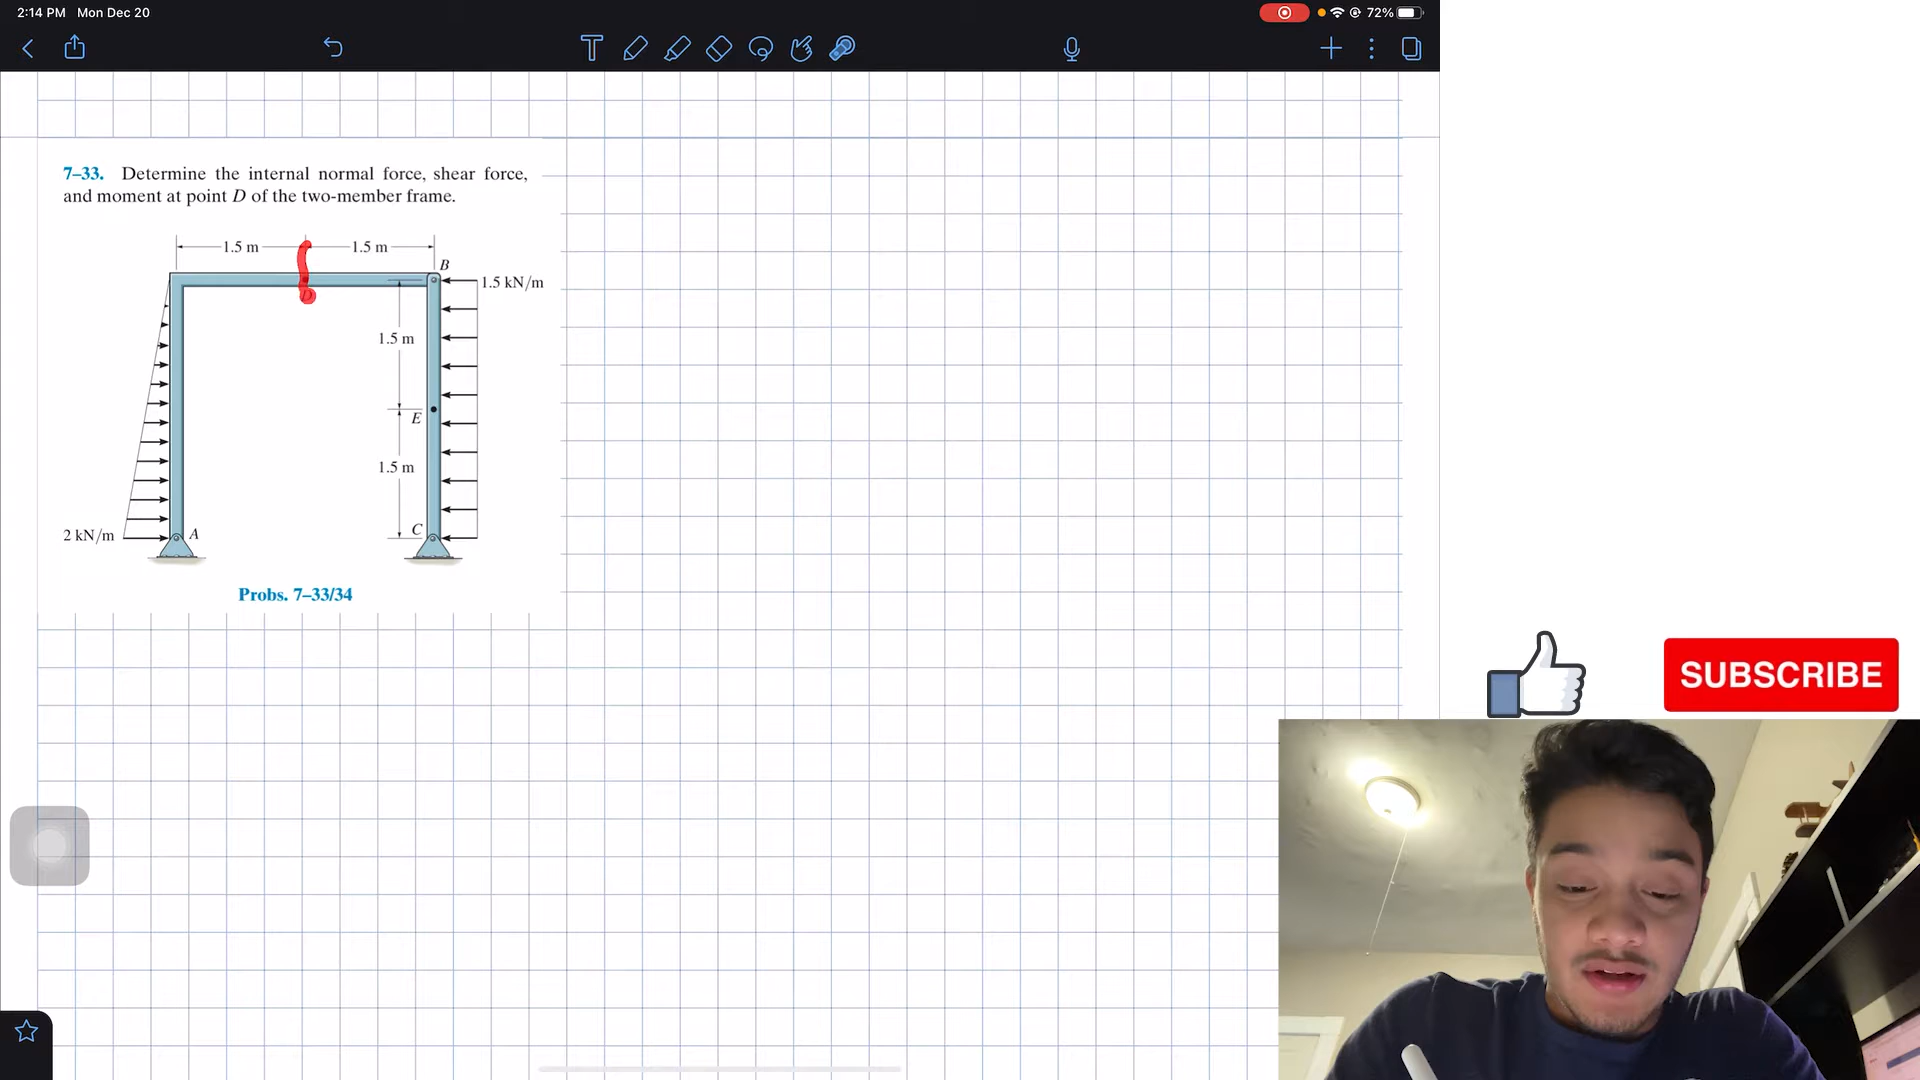 2:14 PM Mon Dec 20
72%
7–33. Determine the internal normal force, shear force,
and moment at point D of the two-member frame.
1.5 m
1.5 m
B
1.5 kN/m
D
1.5 m
E
1.5 m
C
2 kN/m
A
Probs. 7–33/34
SUBSCRIBE